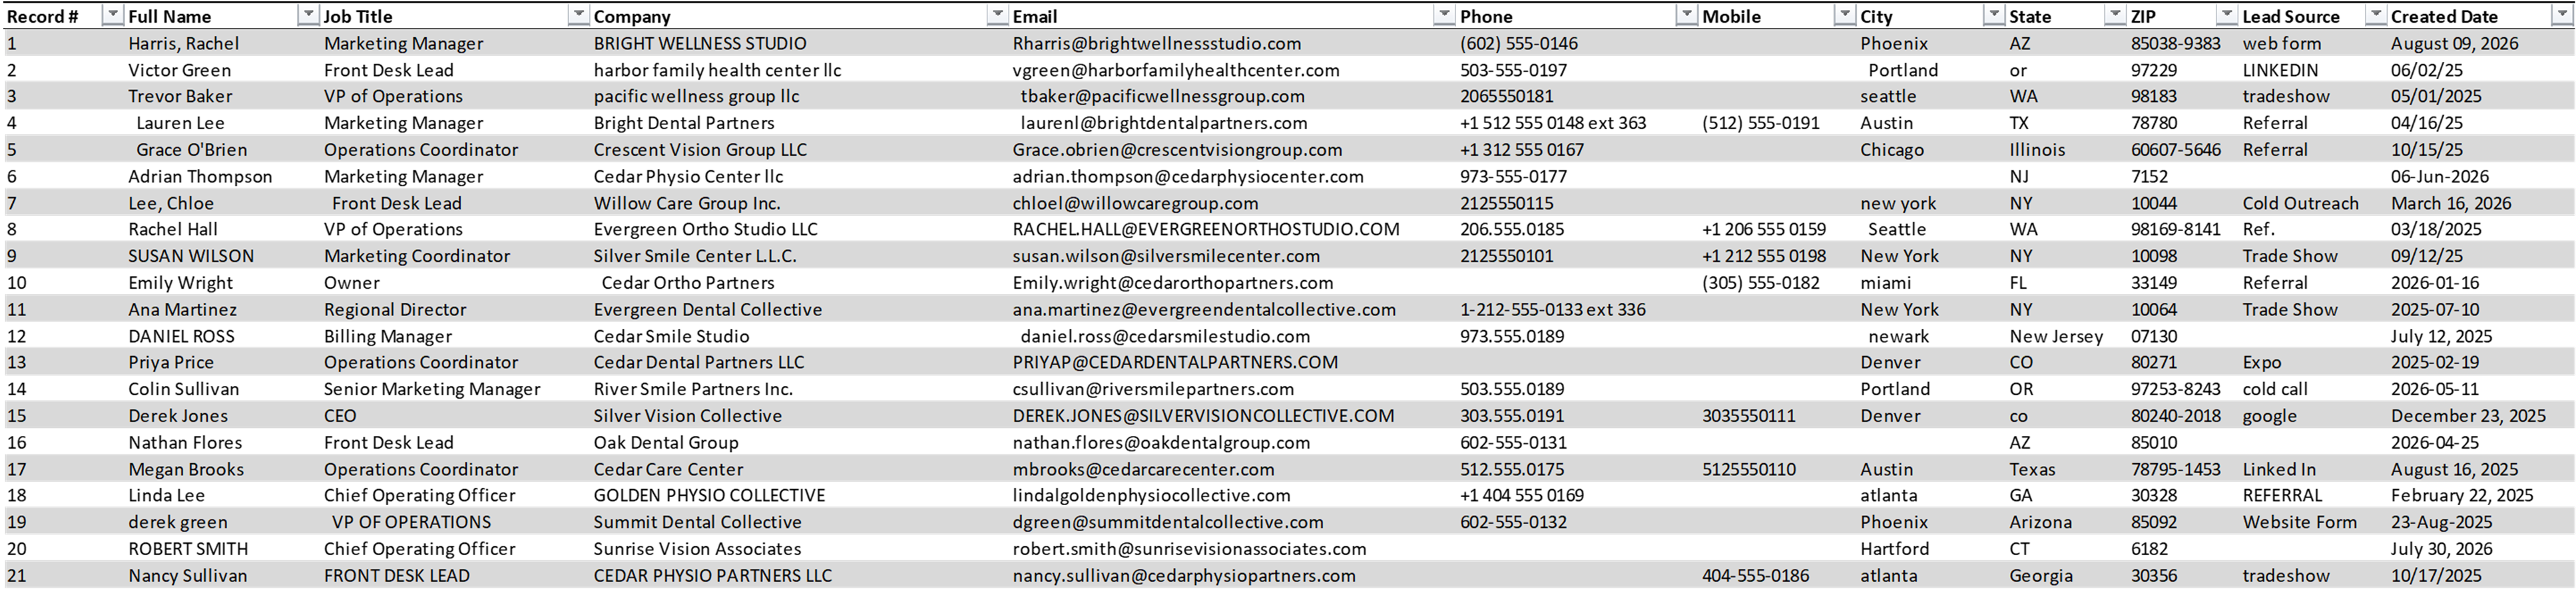 Record # Full Name Job Title Company Email Phone Mobile City State ZIP Lead Source Created Date
1 Harris, Rachel Marketing Manager BRIGHT WELLNESS STUDIO Rharris@brightwellnessstudio.com (602) 555-0146 Phoenix AZ 85038-9383 web form August 09, 2026
2 Victor Green Front Desk Lead harbor family health center llc vgreen@harborfamilyhealthcenter.com 503-555-0197 Portland or 97229 LINKEDIN 06/02/25
3 Trevor Baker VP of Operations pacific wellness group llc tbaker@pacificwellnessgroup.com 2065550181 seattle WA 98183 tradeshow 05/01/2025
4 Lauren Lee Marketing Manager Bright Dental Partners laurenl@brightdentalpartners.com +1 512 555 0148 ext 363 (512) 555-0191 Austin TX 78780 Referral 04/16/25
5 Grace O'Brien Operations Coordinator Crescent Vision Group LLC Grace.obrien@crescentvisiongroup.com +1 312 555 0167 Chicago Illinois 60607-5646 Referral 10/15/25
6 Adrian Thompson Marketing Manager Cedar Physio Center llc adrian.thompson@cedarphysiocenter.com 973-555-0177 NJ 7152 06-Jun-2026
7 Lee, Chloe Front Desk Lead Willow Care Group Inc. chloel@willowcaregroup.com 2125550115 new york NY 10044 Cold Outreach March 16, 2026
8 Rachel Hall VP of Operations Evergreen Ortho Studio LLC RACHEL.HALL@EVERGREENORTHOSTUDIO.COM 206.555.0185 +1 206 555 0159 Seattle WA 98169-8141 Ref. 03/18/2025
9 SUSAN WILSON Marketing Coordinator Silver Smile Center L.L.C. susan.wilson@silversmilecenter.com 2125550101 +1 212 555 0198 New York NY 10098 Trade Show 09/12/25
10 Emily Wright Owner Cedar Ortho Partners Emily.wright@cedarorthopartners.com (305) 555-0182 miami FL 33149 Referral 2026-01-16
11 Ana Martinez Regional Director Evergreen Dental Collective ana.martinez@evergreendentalcollective.com 1-212-555-0133 ext 336 New York NY 10064 Trade Show 2025-07-10
12 DANIEL ROSS Billing Manager Cedar Smile Studio daniel.ross@cedarsmilestudio.com 973.555.0189 newark New Jersey 07130 July 12, 2025
13 Priya Price Operations Coordinator Cedar Dental Partners LLC PRIYAP@CEDARDENTALPARTNERS.COM Denver CO 80271 Expo 2025-02-19
14 Colin Sullivan Senior Marketing Manager River Smile Partners Inc. csullivan@riversmilepartners.com 503.555.0189 Portland OR 97253-8243 cold call 2026-05-11
15 Derek Jones CEO Silver Vision Collective DEREK.JONES@SILVERVISIONCOLLECTIVE.COM 303.555.0191 3035550111 Denver co 80240-2018 google December 23, 2025
16 Nathan Flores Front Desk Lead Oak Dental Group nathan.flores@oakdentalgroup.com 602-555-0131 AZ 85010 2026-04-25
17 Megan Brooks Operations Coordinator Cedar Care Center mbrooks@cedarcarecenter.com 512.555.0175 5125550110 Austin Texas 78795-1453 Linked In August 16, 2025
18 Linda Lee Chief Operating Officer GOLDEN PHYSIO COLLECTIVE lindalgoldenphysiocollective.com +1 404 555 0169 atlanta GA 30328 REFERRAL February 22, 2025
19 derek green VP OF OPERATIONS Summit Dental Collective dgreen@summitdentalcollective.com 602-555-0132 Phoenix Arizona 85092 Website Form 23-Aug-2025
20 ROBERT SMITH Chief Operating Officer Sunrise Vision Associates robert.smith@sunrisevisionassociates.com Hartford CT 6182 July 30, 2026
21 Nancy Sullivan FRONT DESK LEAD CEDAR PHYSIO PARTNERS LLC nancy.sullivan@cedarphysiopartners.com 404-555-0186 atlanta Georgia 30356 tradeshow 10/17/2025